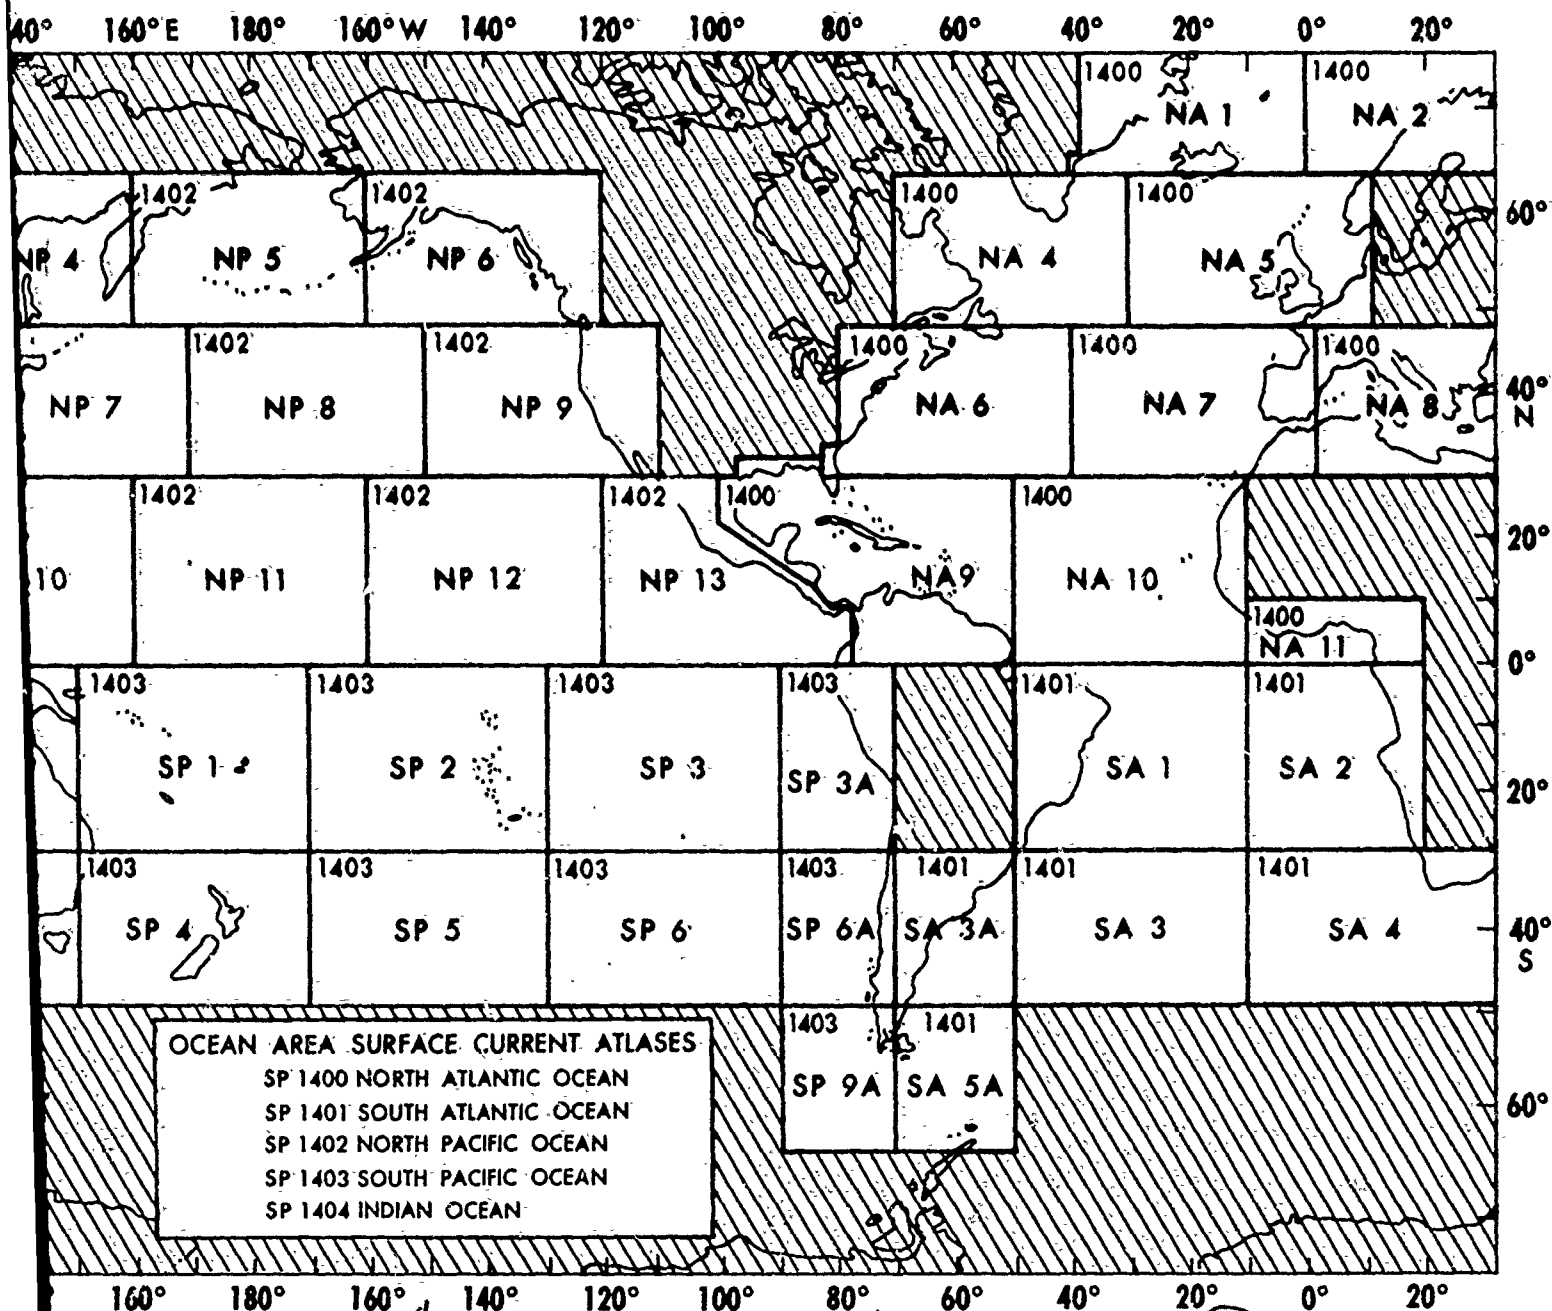 40° 160°E 180° 160°W 140° 120° 100° 80° 60° 40° 20° 0° 20°
1400 1400
NA 1 NA 2
1402 1402 1400 1400
60°
NP 4 NP 5 NP 6 NA 4 NA 5
1402 1402 1400 1400 1400
40°
N
NP 7 NP 8 NP 9 NA 6 NA 7 NA 8
1402 1402 1402 1400 1400
20°
10 NP 11 NP 12 NP 13 NA9 NA 10
1400
NA 11
0°
1403 1403 1403 1403 1401 1401
SP 1 SP 2 SP 3 SP 3A SA 1 SA 2
20°
1403 1403 1403 1403 1401 1401 1401
SP 4 SP 5 SP 6 SP 6A SA 3A SA 3 SA 4
40°
S
1403 1401
OCEAN AREA SURFACE CURRENT ATLASES
SP 1400 NORTH ATLANTIC OCEAN
SP 9A SA 5A
60°
SP 1401 SOUTH ATLANTIC OCEAN
SP 1402 NORTH PACIFIC OCEAN
SP 1403 SOUTH PACIFIC OCEAN
SP 1404 INDIAN OCEAN
160° 180° 160° 140° 120° 100° 80° 60° 40° 20° 0° 20°